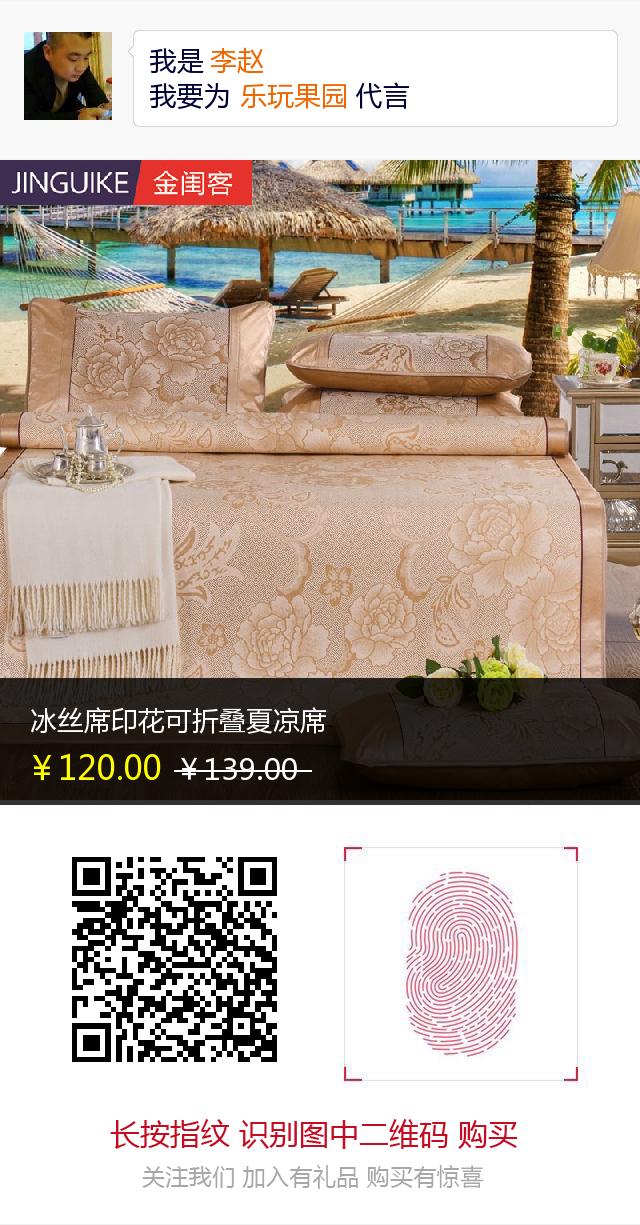 我是 李赵
我要为 乐玩果园 代言
JINGUIKE 金闺客
冰丝席印花可折叠夏凉席
￥120.00 ￥139.00
长按指纹 识别图中二维码 购买
关注我们 加入有礼品 购买有惊喜